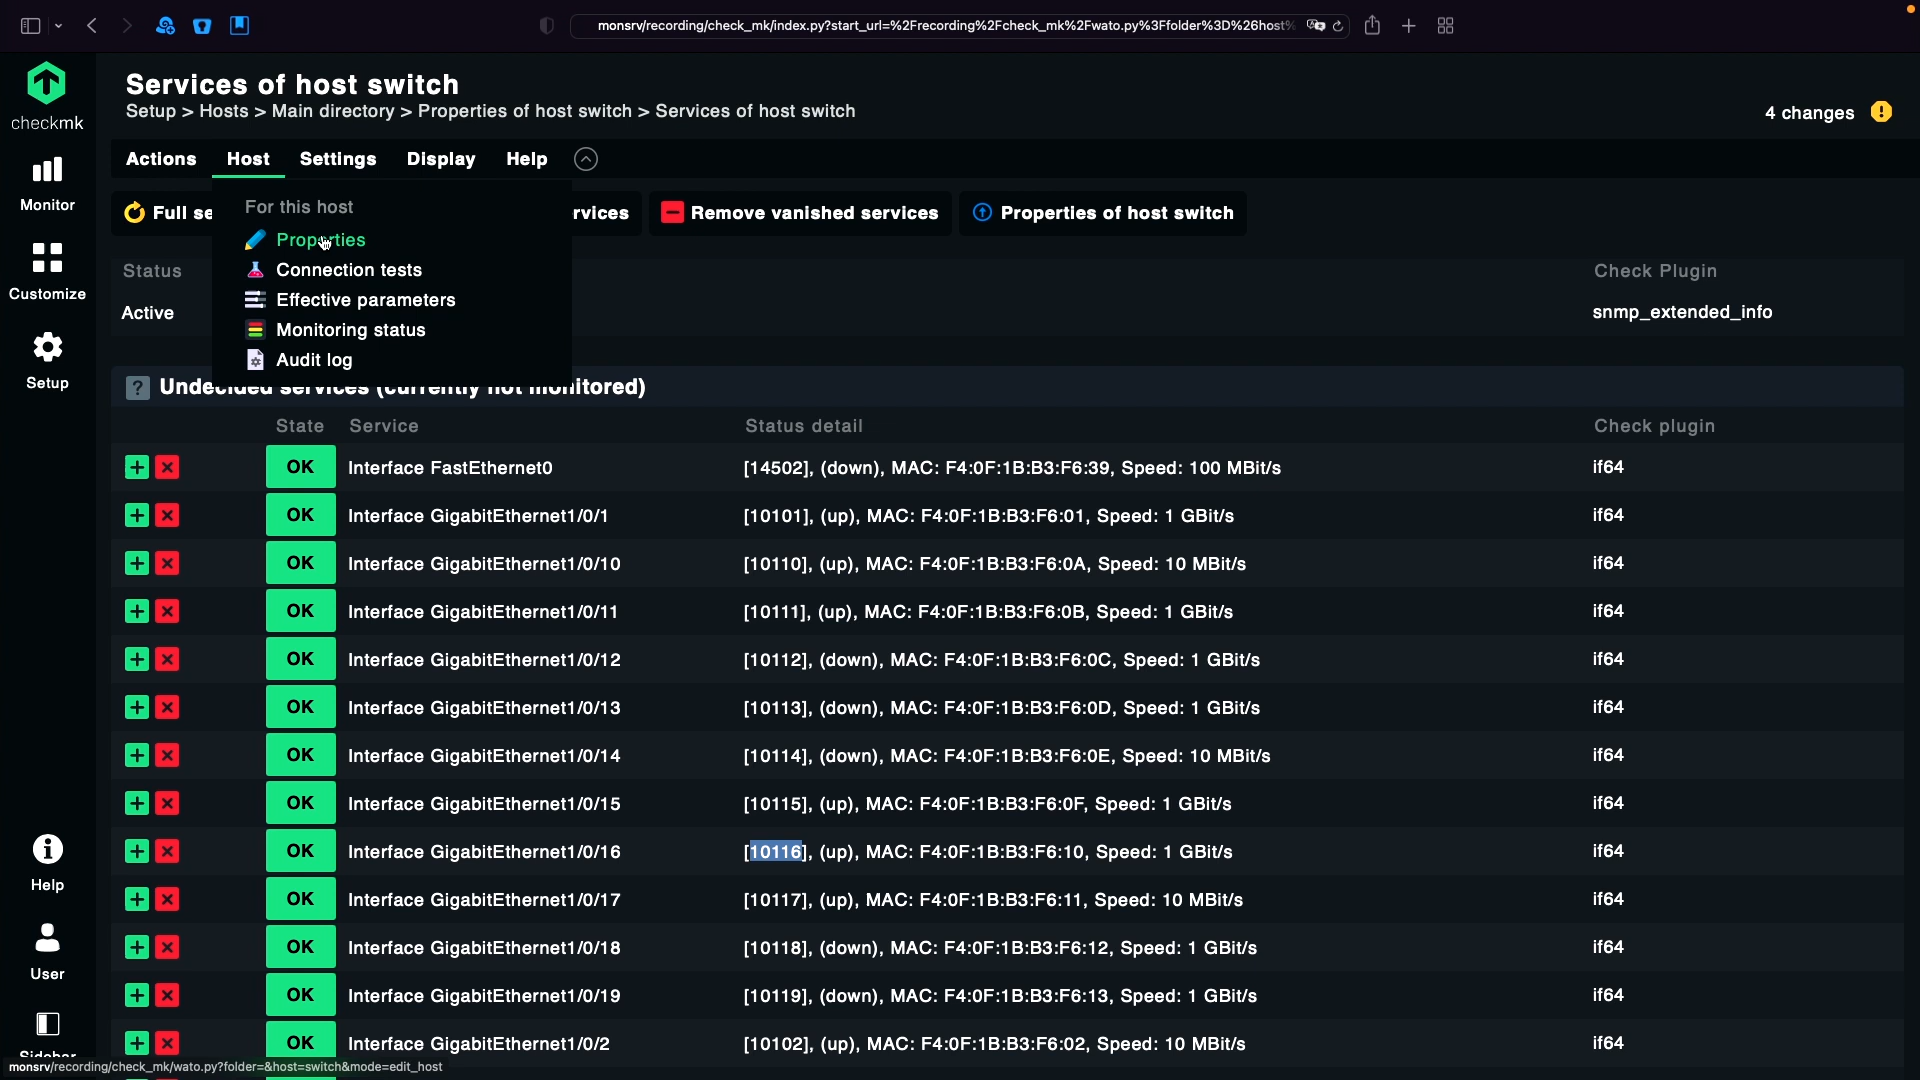 monsrv/recording/check_mk/index.py?start_url=%2Frecording%2Fcheck_mk%2Fwato.py%3Ffolder%3D%26host%
checkmk
Monitor
Customize
Setup
Help
User
Services of host switch
Setup > Hosts > Main directory > Properties of host switch > Services of host switch
4 changes
Actions Host Settings Display Help
Full se rvices Remove vanished services Properties of host switch
For this host
Properties
Connection tests
Effective parameters
Monitoring status
Audit log
Status Check Plugin
Active snmp_extended_info
Undecided services (currently not monitored)
State Service Status detail Check plugin
OK Interface FastEthernet0 [14502], (down), MAC: F4:0F:1B:B3:F6:39, Speed: 100 MBit/s if64
OK Interface GigabitEthernet1/0/1 [10101], (up), MAC: F4:0F:1B:B3:F6:01, Speed: 1 GBit/s if64
OK Interface GigabitEthernet1/0/10 [10110], (up), MAC: F4:0F:1B:B3:F6:0A, Speed: 10 MBit/s if64
OK Interface GigabitEthernet1/0/11 [10111], (up), MAC: F4:0F:1B:B3:F6:0B, Speed: 1 GBit/s if64
OK Interface GigabitEthernet1/0/12 [10112], (down), MAC: F4:0F:1B:B3:F6:0C, Speed: 1 GBit/s if64
OK Interface GigabitEthernet1/0/13 [10113], (down), MAC: F4:0F:1B:B3:F6:0D, Speed: 1 GBit/s if64
OK Interface GigabitEthernet1/0/14 [10114], (down), MAC: F4:0F:1B:B3:F6:0E, Speed: 10 MBit/s if64
OK Interface GigabitEthernet1/0/15 [10115], (up), MAC: F4:0F:1B:B3:F6:0F, Speed: 1 GBit/s if64
OK Interface GigabitEthernet1/0/16 [10116], (up), MAC: F4:0F:1B:B3:F6:10, Speed: 1 GBit/s if64
OK Interface GigabitEthernet1/0/17 [10117], (up), MAC: F4:0F:1B:B3:F6:11, Speed: 10 MBit/s if64
OK Interface GigabitEthernet1/0/18 [10118], (down), MAC: F4:0F:1B:B3:F6:12, Speed: 1 GBit/s if64
OK Interface GigabitEthernet1/0/19 [10119], (down), MAC: F4:0F:1B:B3:F6:13, Speed: 1 GBit/s if64
OK Interface GigabitEthernet1/0/2 [10102], (up), MAC: F4:0F:1B:B3:F6:02, Speed: 10 MBit/s if64
Sidebar
monsrv/recording/check_mk/wato.py?folder=&host=switch&mode=edit_host